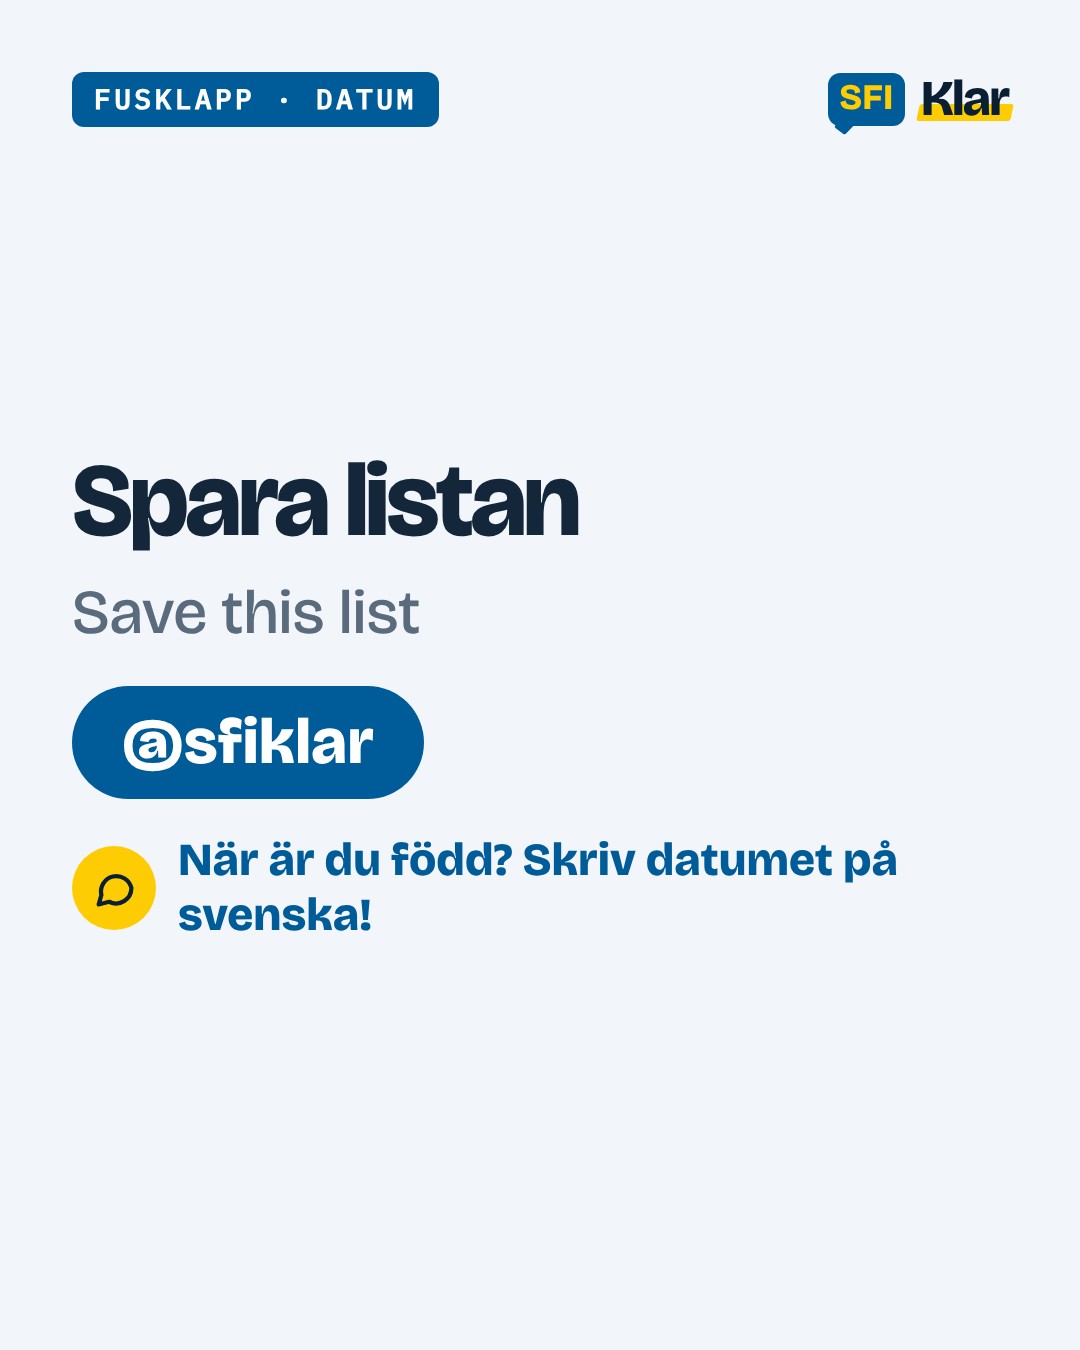 FUSKLAPP · DATUM
SFI Klar
Spara listan
Save this list
@sfiklar
När är du född? Skriv datumet på
svenska!